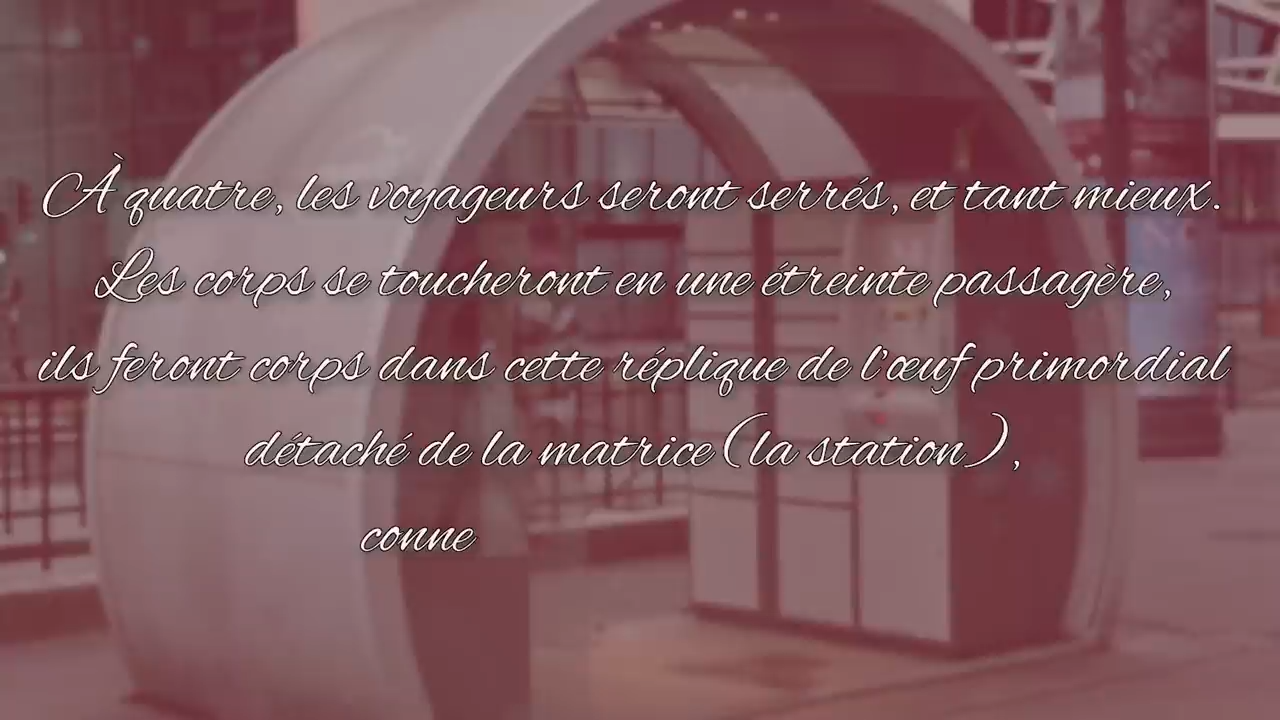 À quatre, les voyageurs seront serrés, et tant mieux.
Les corps se toucheront en une étreinte passagère,
ils feront corps dans cette réplique de l'œuf primordial
détaché de la matrice (la station),
conne